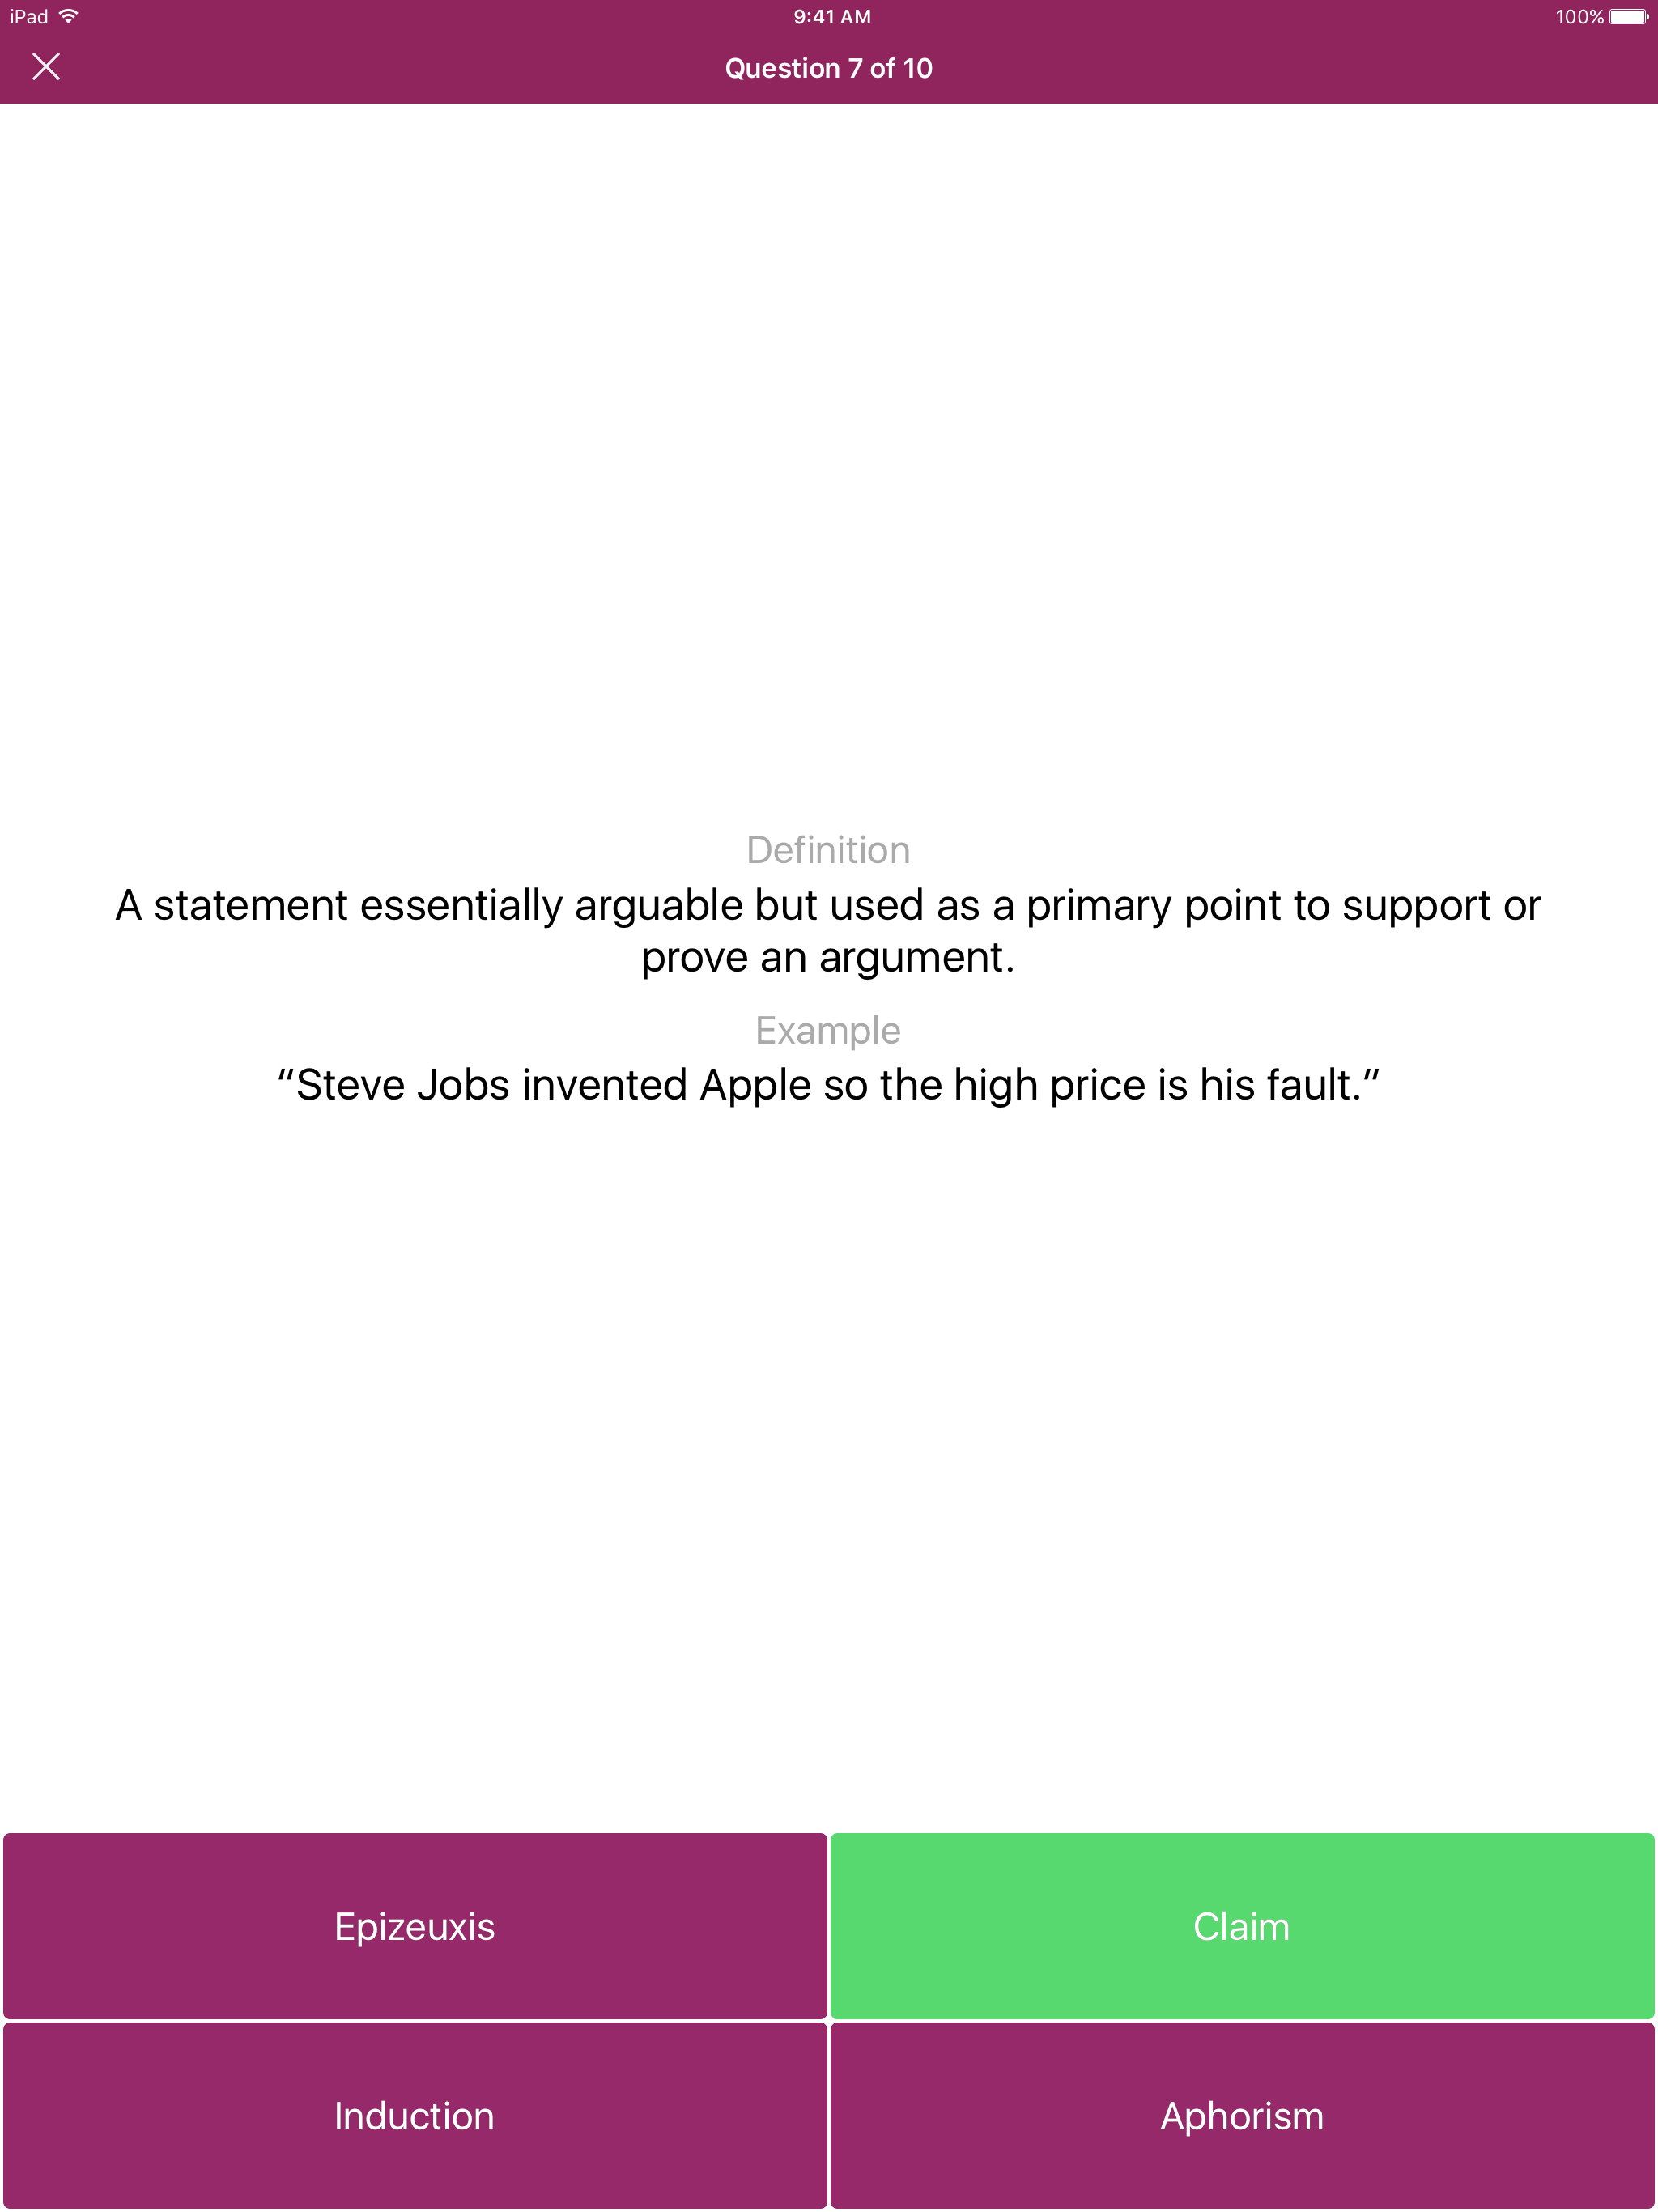 iPad 9:41 AM 100%
Question 7 of 10
Definition
A statement essentially arguable but used as a primary point to support or
prove an argument.
Example
“Steve Jobs invented Apple so the high price is his fault.”
Epizeuxis Claim
Induction Aphorism